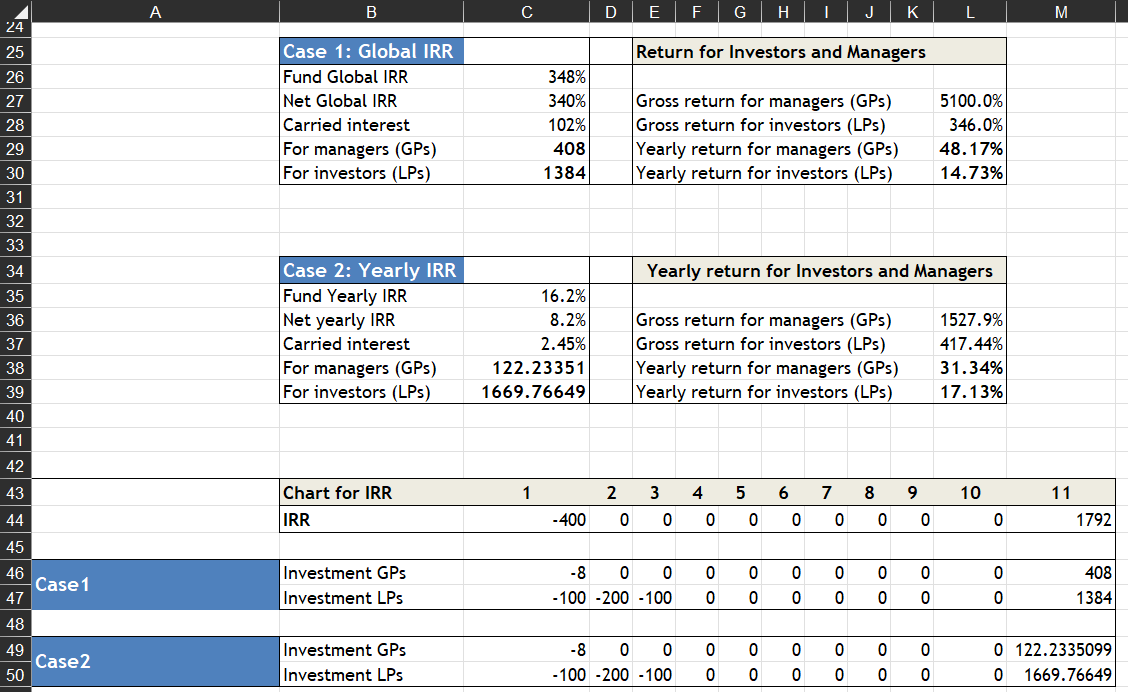 A B C D E F G H I J K L M
24
25 Case 1: Global IRR Return for Investors and Managers
26 Fund Global IRR 348%
27 Net Global IRR 340% Gross return for managers (GPs) 5100.0%
28 Carried interest 102% Gross return for investors (LPs) 346.0%
29 For managers (GPs) 408 Yearly return for managers (GPs) 48.17%
30 For investors (LPs) 1384 Yearly return for investors (LPs) 14.73%
31
32
33
34 Case 2: Yearly IRR Yearly return for Investors and Managers
35 Fund Yearly IRR 16.2%
36 Net yearly IRR 8.2% Gross return for managers (GPs) 1527.9%
37 Carried interest 2.45% Gross return for investors (LPs) 417.44%
38 For managers (GPs) 122.23351 Yearly return for managers (GPs) 31.34%
39 For investors (LPs) 1669.76649 Yearly return for investors (LPs) 17.13%
40
41
42
43 Chart for IRR 1 2 3 4 5 6 7 8 9 10 11
44 IRR -400 0 0 0 0 0 0 0 0 0 1792
45
46 Case1 Investment GPs -8 0 0 0 0 0 0 0 0 0 408
47 Investment LPs -100 -200 -100 0 0 0 0 0 0 0 1384
48
49 Case2 Investment GPs -8 0 0 0 0 0 0 0 0 0 122.2335099
50 Investment LPs -100 -200 -100 0 0 0 0 0 0 0 1669.76649